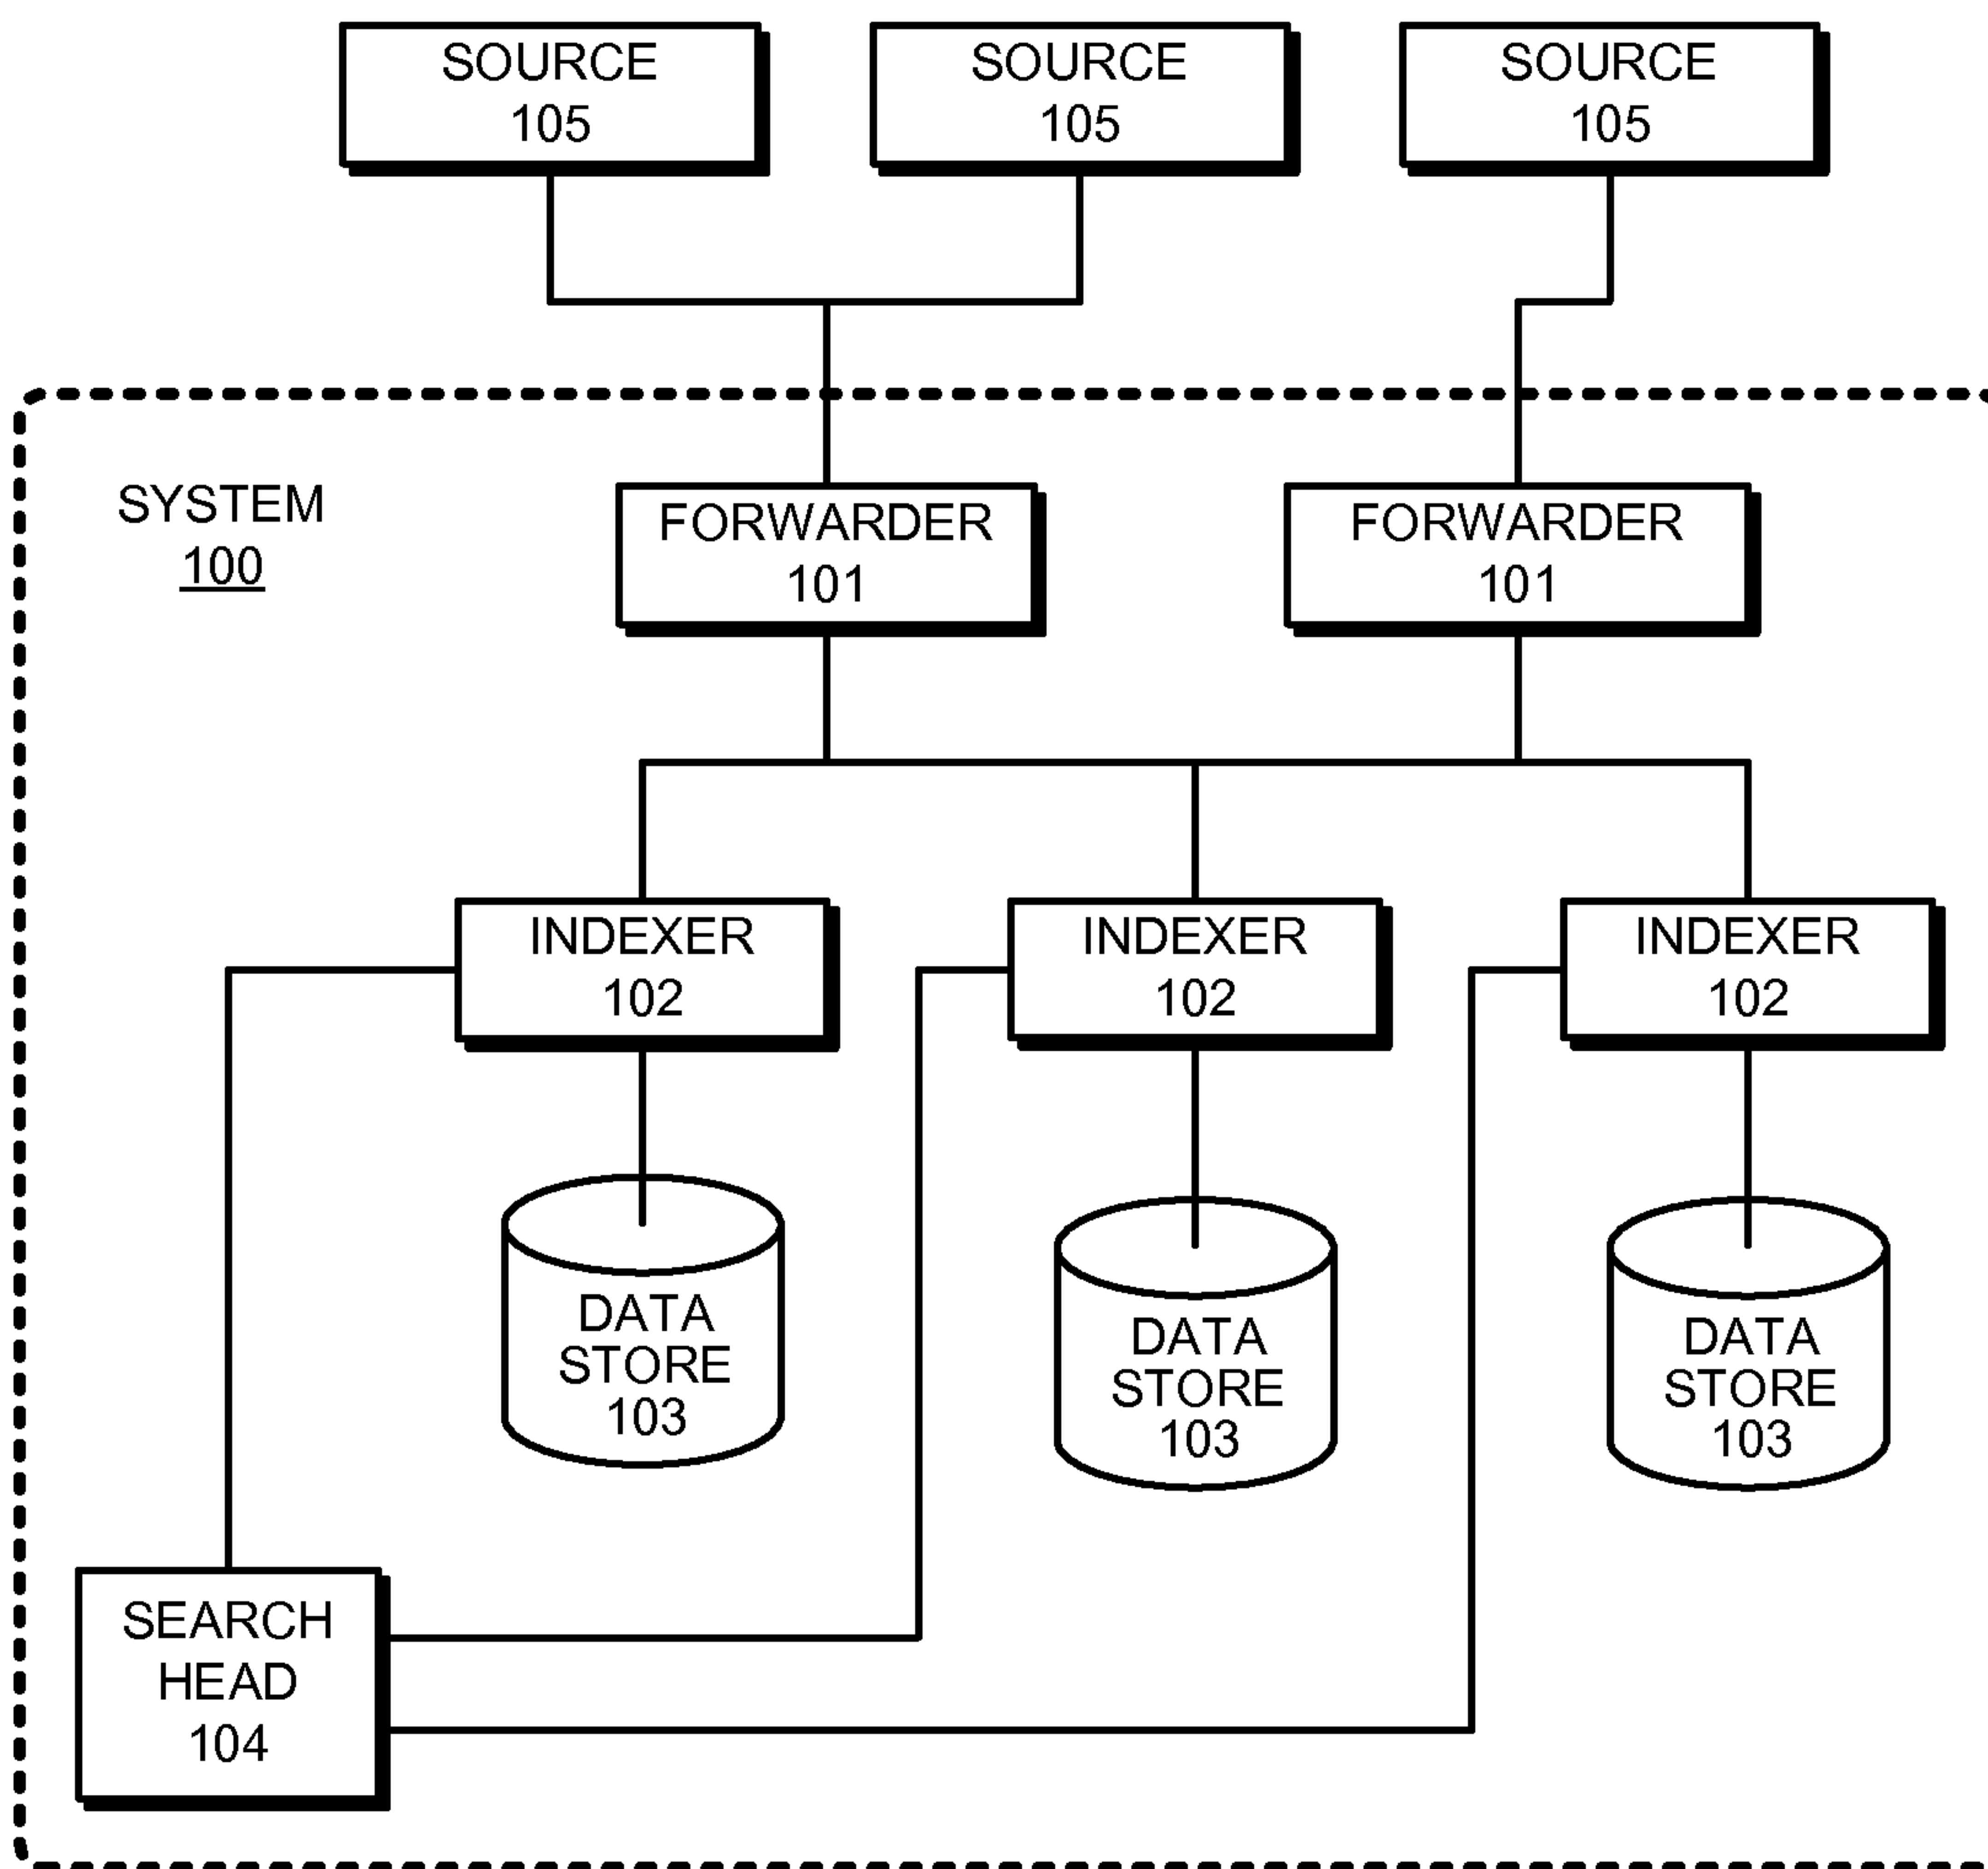 SOURCE
105
SOURCE
105
SOURCE
105
SYSTEM
100
FORWARDER
101
FORWARDER
101
INDEXER
102
INDEXER
102
INDEXER
102
DATA
STORE
103
DATA
STORE
103
DATA
STORE
103
SEARCH
HEAD
104